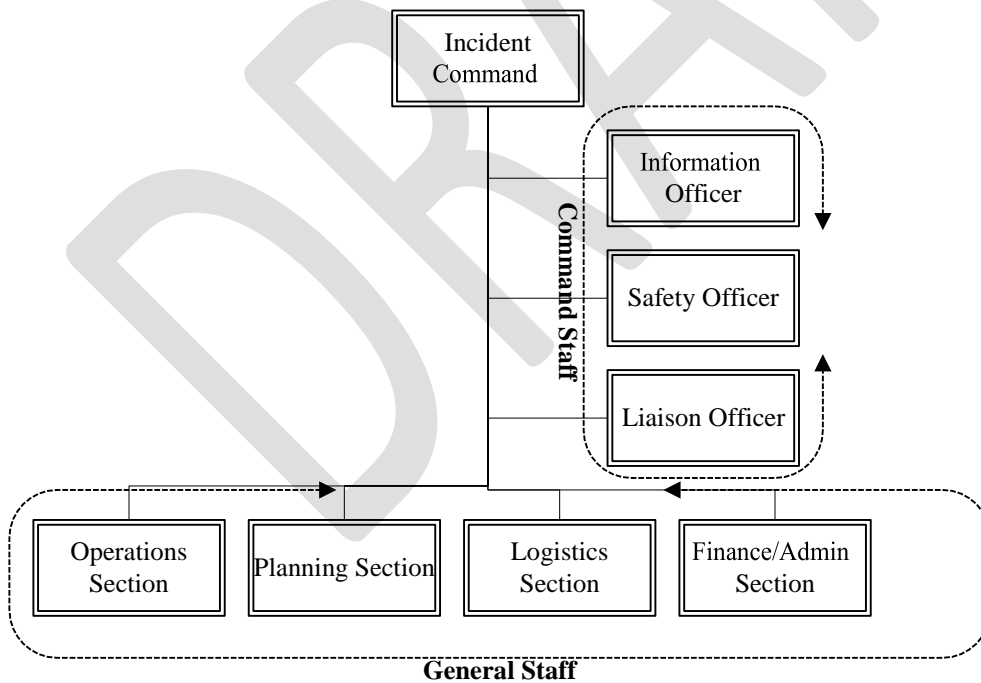 Incident
Command
Information
Officer
Command Staff
Safety Officer
Liaison Officer
Operations
Section
Planning Section
Logistics
Section
Finance/Admin
Section
General Staff
DRA